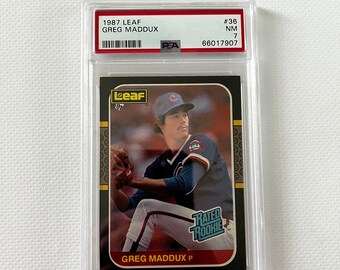 1987 LEAF #36
GREG MADDUX NM 7
PSA 66017907
Leaf
RATED ROOKIE
GREG MADDUX P